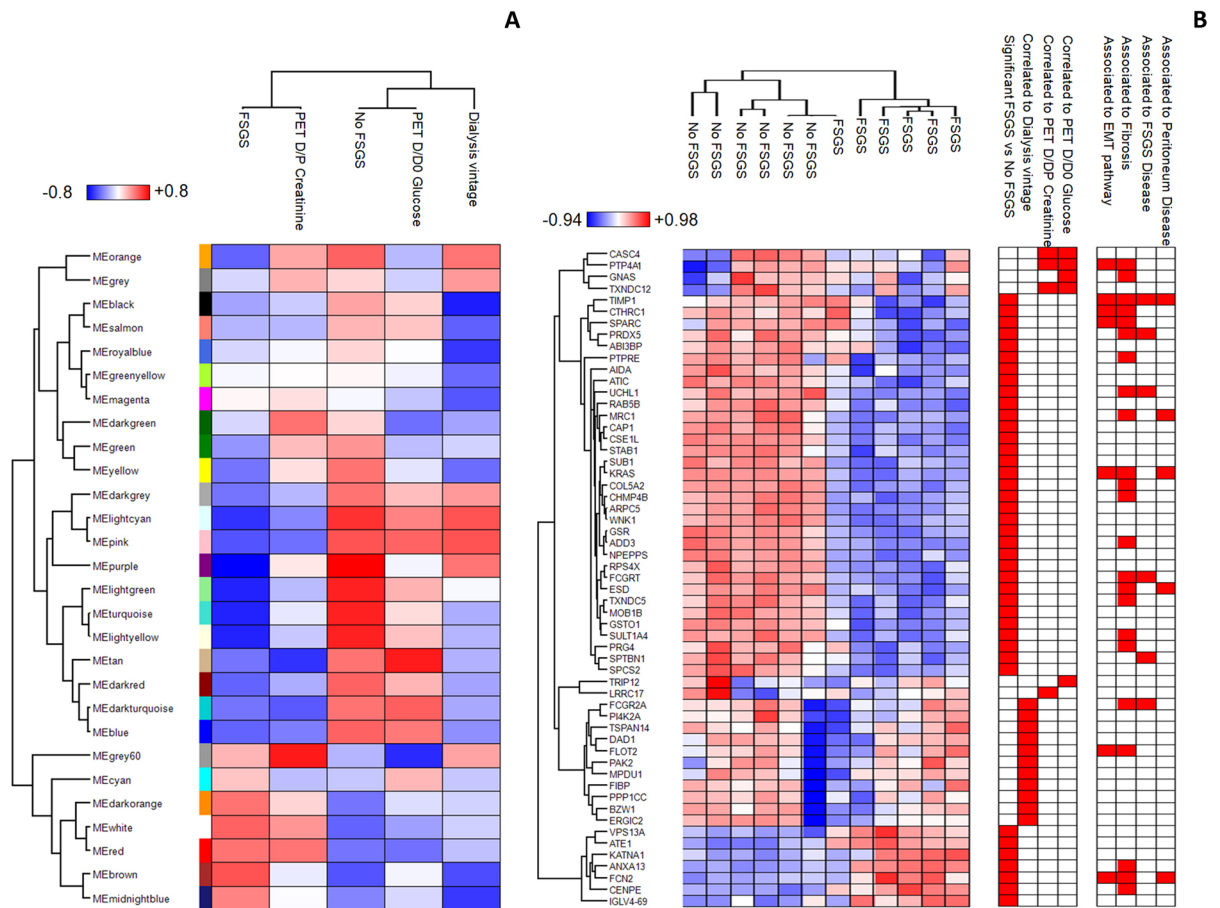 A
FSGS
PET D/P Creatinine
No FSGS
PET D/D0 Glucose
Dialysis vintage
-0.8
+0.8
MEorange
MEgrey
MEblack
MEsalmon
MEroyalblue
MEgreenyellow
MEmagenta
MEdarkgreen
MEgreen
MEyellow
MEdarkgrey
MElightcyan
MEpink
MEpurple
MElightgreen
MEturquoise
MElightyellow
MEtan
MEdarkred
MEdarkturquoise
MEblue
MEgrey60
MEcyan
MEdarkorange
MEwhite
MEred
MEbrown
MEmidnightblue
B
No FSGS
No FSGS
No FSGS
No FSGS
No FSGS
No FSGS
FSGS
FSGS
FSGS
FSGS
FSGS
FSGS
Significant FSGS vs No FSGS
Correlated to Dialysis vintage
Correlated to PET D/DP Creatinine
Correlated to PET D/D0 Glucose
Associated to EMT pathway
Associated to Fibrosis
Associated to FSGS Disease
Associated to Peritoneum Disease
-0.94
+0.98
CASC4
PTP4A1
GNAS
TXNDC12
TIMP1
CTHRC1
SPARC
PRDX5
ABI3BP
PTPRE
AIDA
ATIC
UCHL1
RAB5B
MRC1
CAP1
CSE1L
STAB1
SUB1
KRAS
COL5A2
CHMP4B
ARPC5
WNK1
GSR
ADD3
NPEPPS
RPS4X
FCGRT
ESD
TXNDC5
MOB1B
GSTO1
SULT1A4
PRG4
SPTBN1
SPCS2
TRIP12
LRRC17
FCGR2A
PI4K2A
TSPAN14
DAD1
FLOT2
PAK2
MPDU1
FIBP
PPP1CC
BZW1
ERGIC2
VPS13A
ATE1
KATNA1
ANXA13
FCN2
CENPE
IGLV4-69